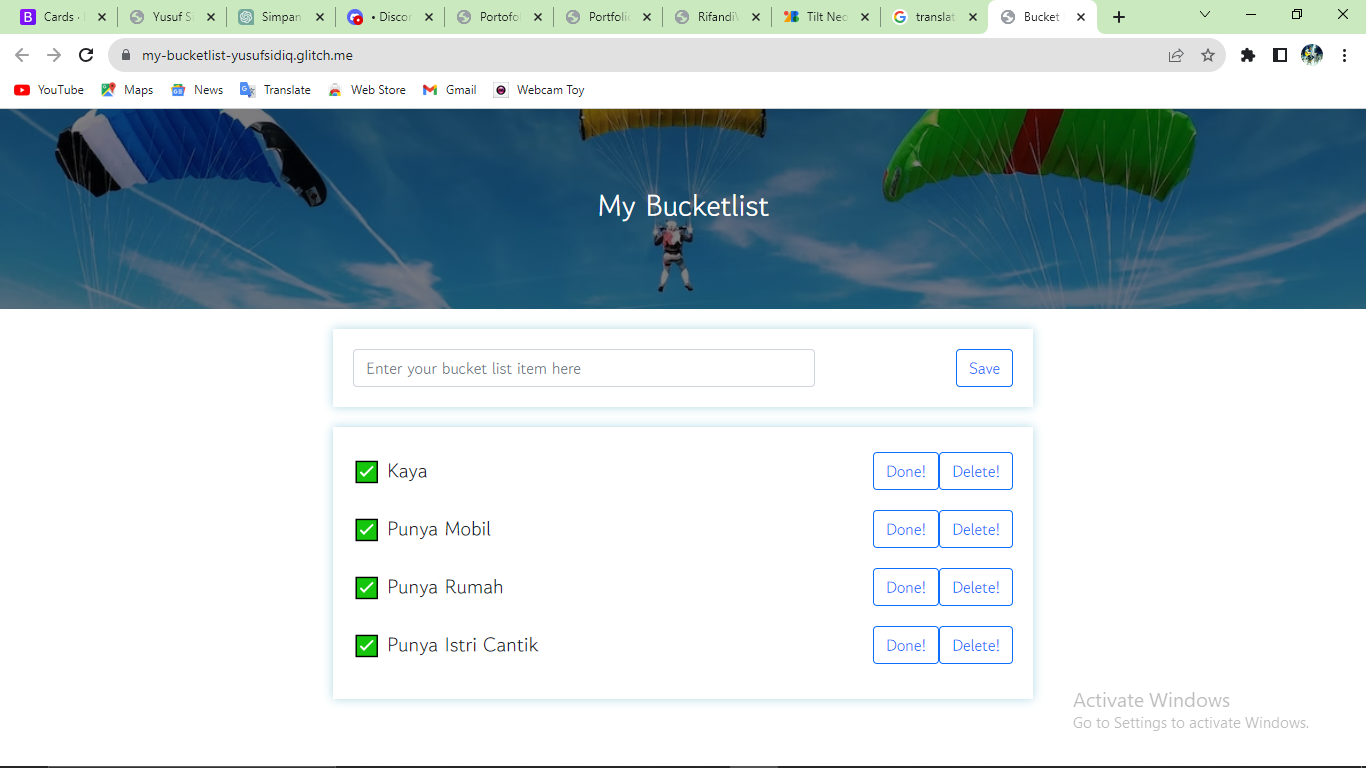 Cards
Yusuf S
Simpan
• Discor
Portofo
Portfoli
Rifandi
Tilt Neo
translat
Bucket
my-bucketlist-yusufsidiq.glitch.me
YouTube
Maps
News
Translate
Web Store
Gmail
Webcam Toy
My Bucketlist
Enter your bucket list item here
Save
Kaya
Done!
Delete!
Punya Mobil
Done!
Delete!
Punya Rumah
Done!
Delete!
Punya Istri Cantik
Done!
Delete!
Activate Windows
Go to Settings to activate Windows.